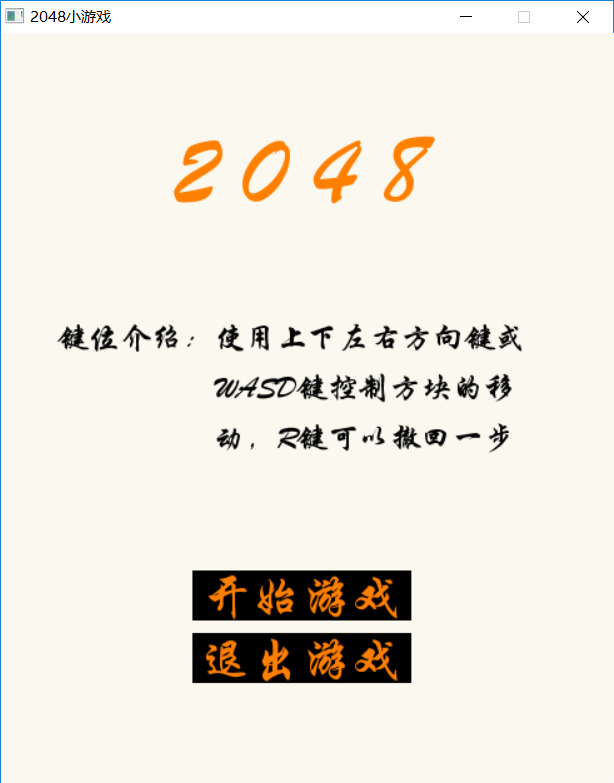 2048小游戏
2048
键位介绍：使用上下左右方向键或
WASD键控制方块的移
动，R键可以撤回一步
开始游戏
退出游戏